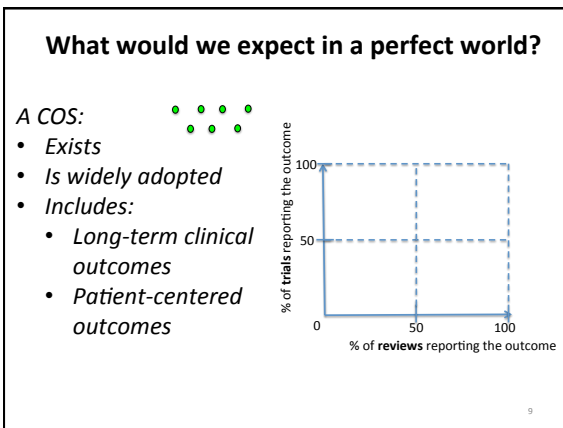 What would we expect in a perfect world?
A COS:
• Exists
• Is widely adopted
• Includes:
• Long-term clinical
outcomes
• Patient-centered
outcomes
% of trials reporting the outcome
100
50
0
50
100
% of reviews reporting the outcome
9